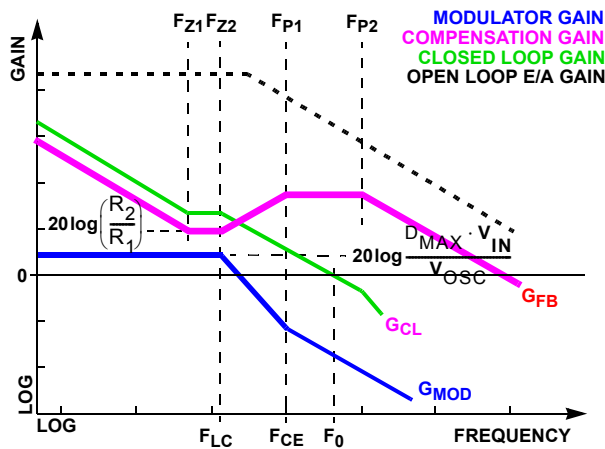 MODULATOR GAIN
COMPENSATION GAIN
CLOSED LOOP GAIN
OPEN LOOP E/A GAIN
FZ1 FZ2 FP1 FP2
GAIN
20log(R2/R1)
20log DMAX · VIN / VOSC
0
GFB
GCL
GMOD
LOG
LOG
FLC FCE F0 FREQUENCY